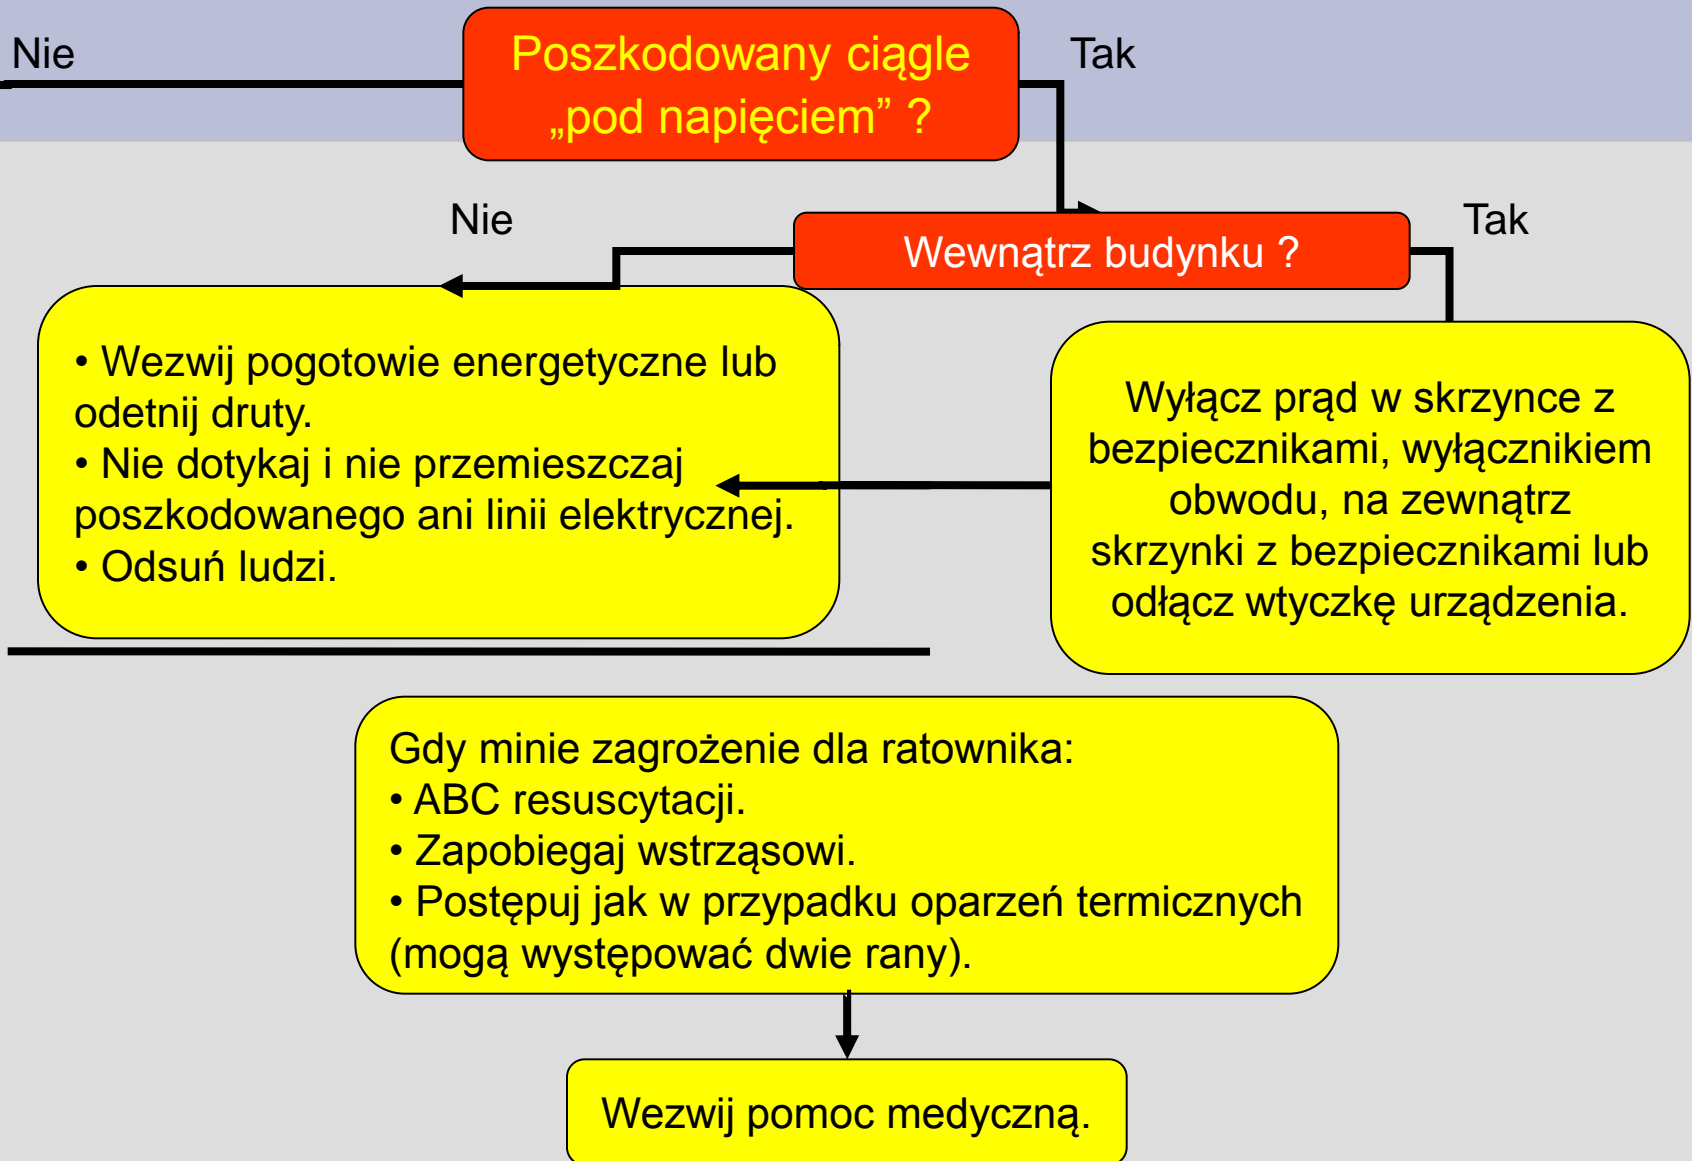 Nie
Poszkodowany ciągle
„pod napięciem” ?
Tak
Nie
Wewnątrz budynku ?
Tak
• Wezwij pogotowie energetyczne lub
odetnij druty.
• Nie dotykaj i nie przemieszczaj
poszkodowanego ani linii elektrycznej.
• Odsuń ludzi.
Wyłącz prąd w skrzynce z
bezpiecznikami, wyłącznikiem
obwodu, na zewnątrz
skrzynki z bezpiecznikami lub
odłącz wtyczkę urządzenia.
Gdy minie zagrożenie dla ratownika:
• ABC resuscytacji.
• Zapobiegaj wstrząsowi.
• Postępuj jak w przypadku oparzeń termicznych
(mogą występować dwie rany).
Wezwij pomoc medyczną.